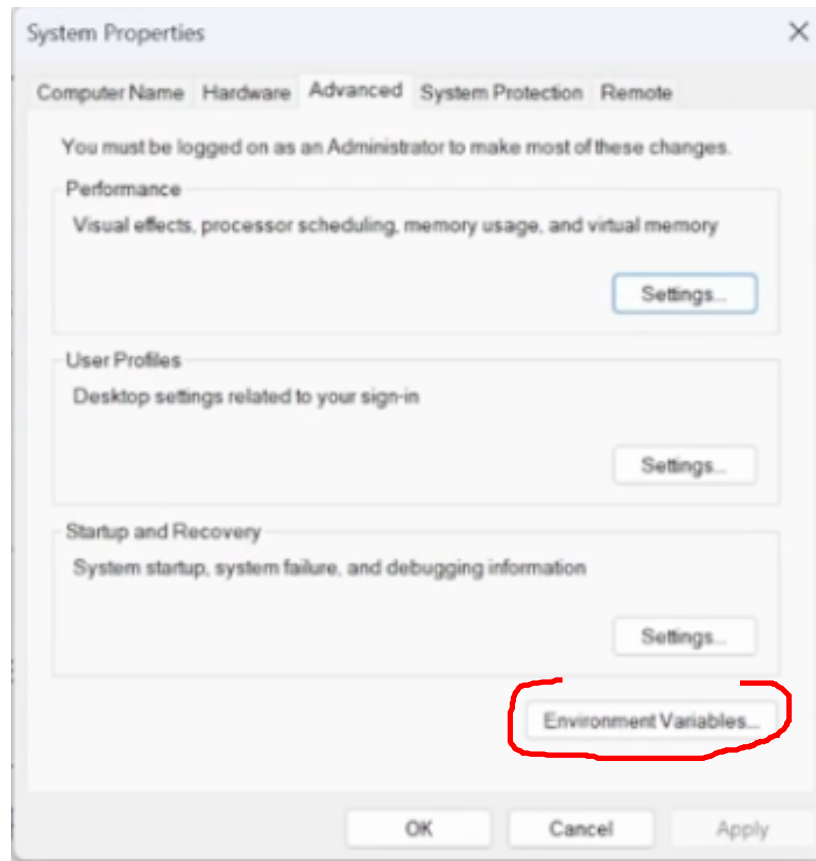 System Properties
Computer Name Hardware Advanced System Protection Remote
You must be logged on as an Administrator to make most of these changes.
Performance
Visual effects, processor scheduling, memory usage, and virtual memory
Settings...
User Profiles
Desktop settings related to your sign-in
Settings...
Startup and Recovery
System startup, system failure, and debugging information
Settings...
Environment Variables...
OK Cancel Apply